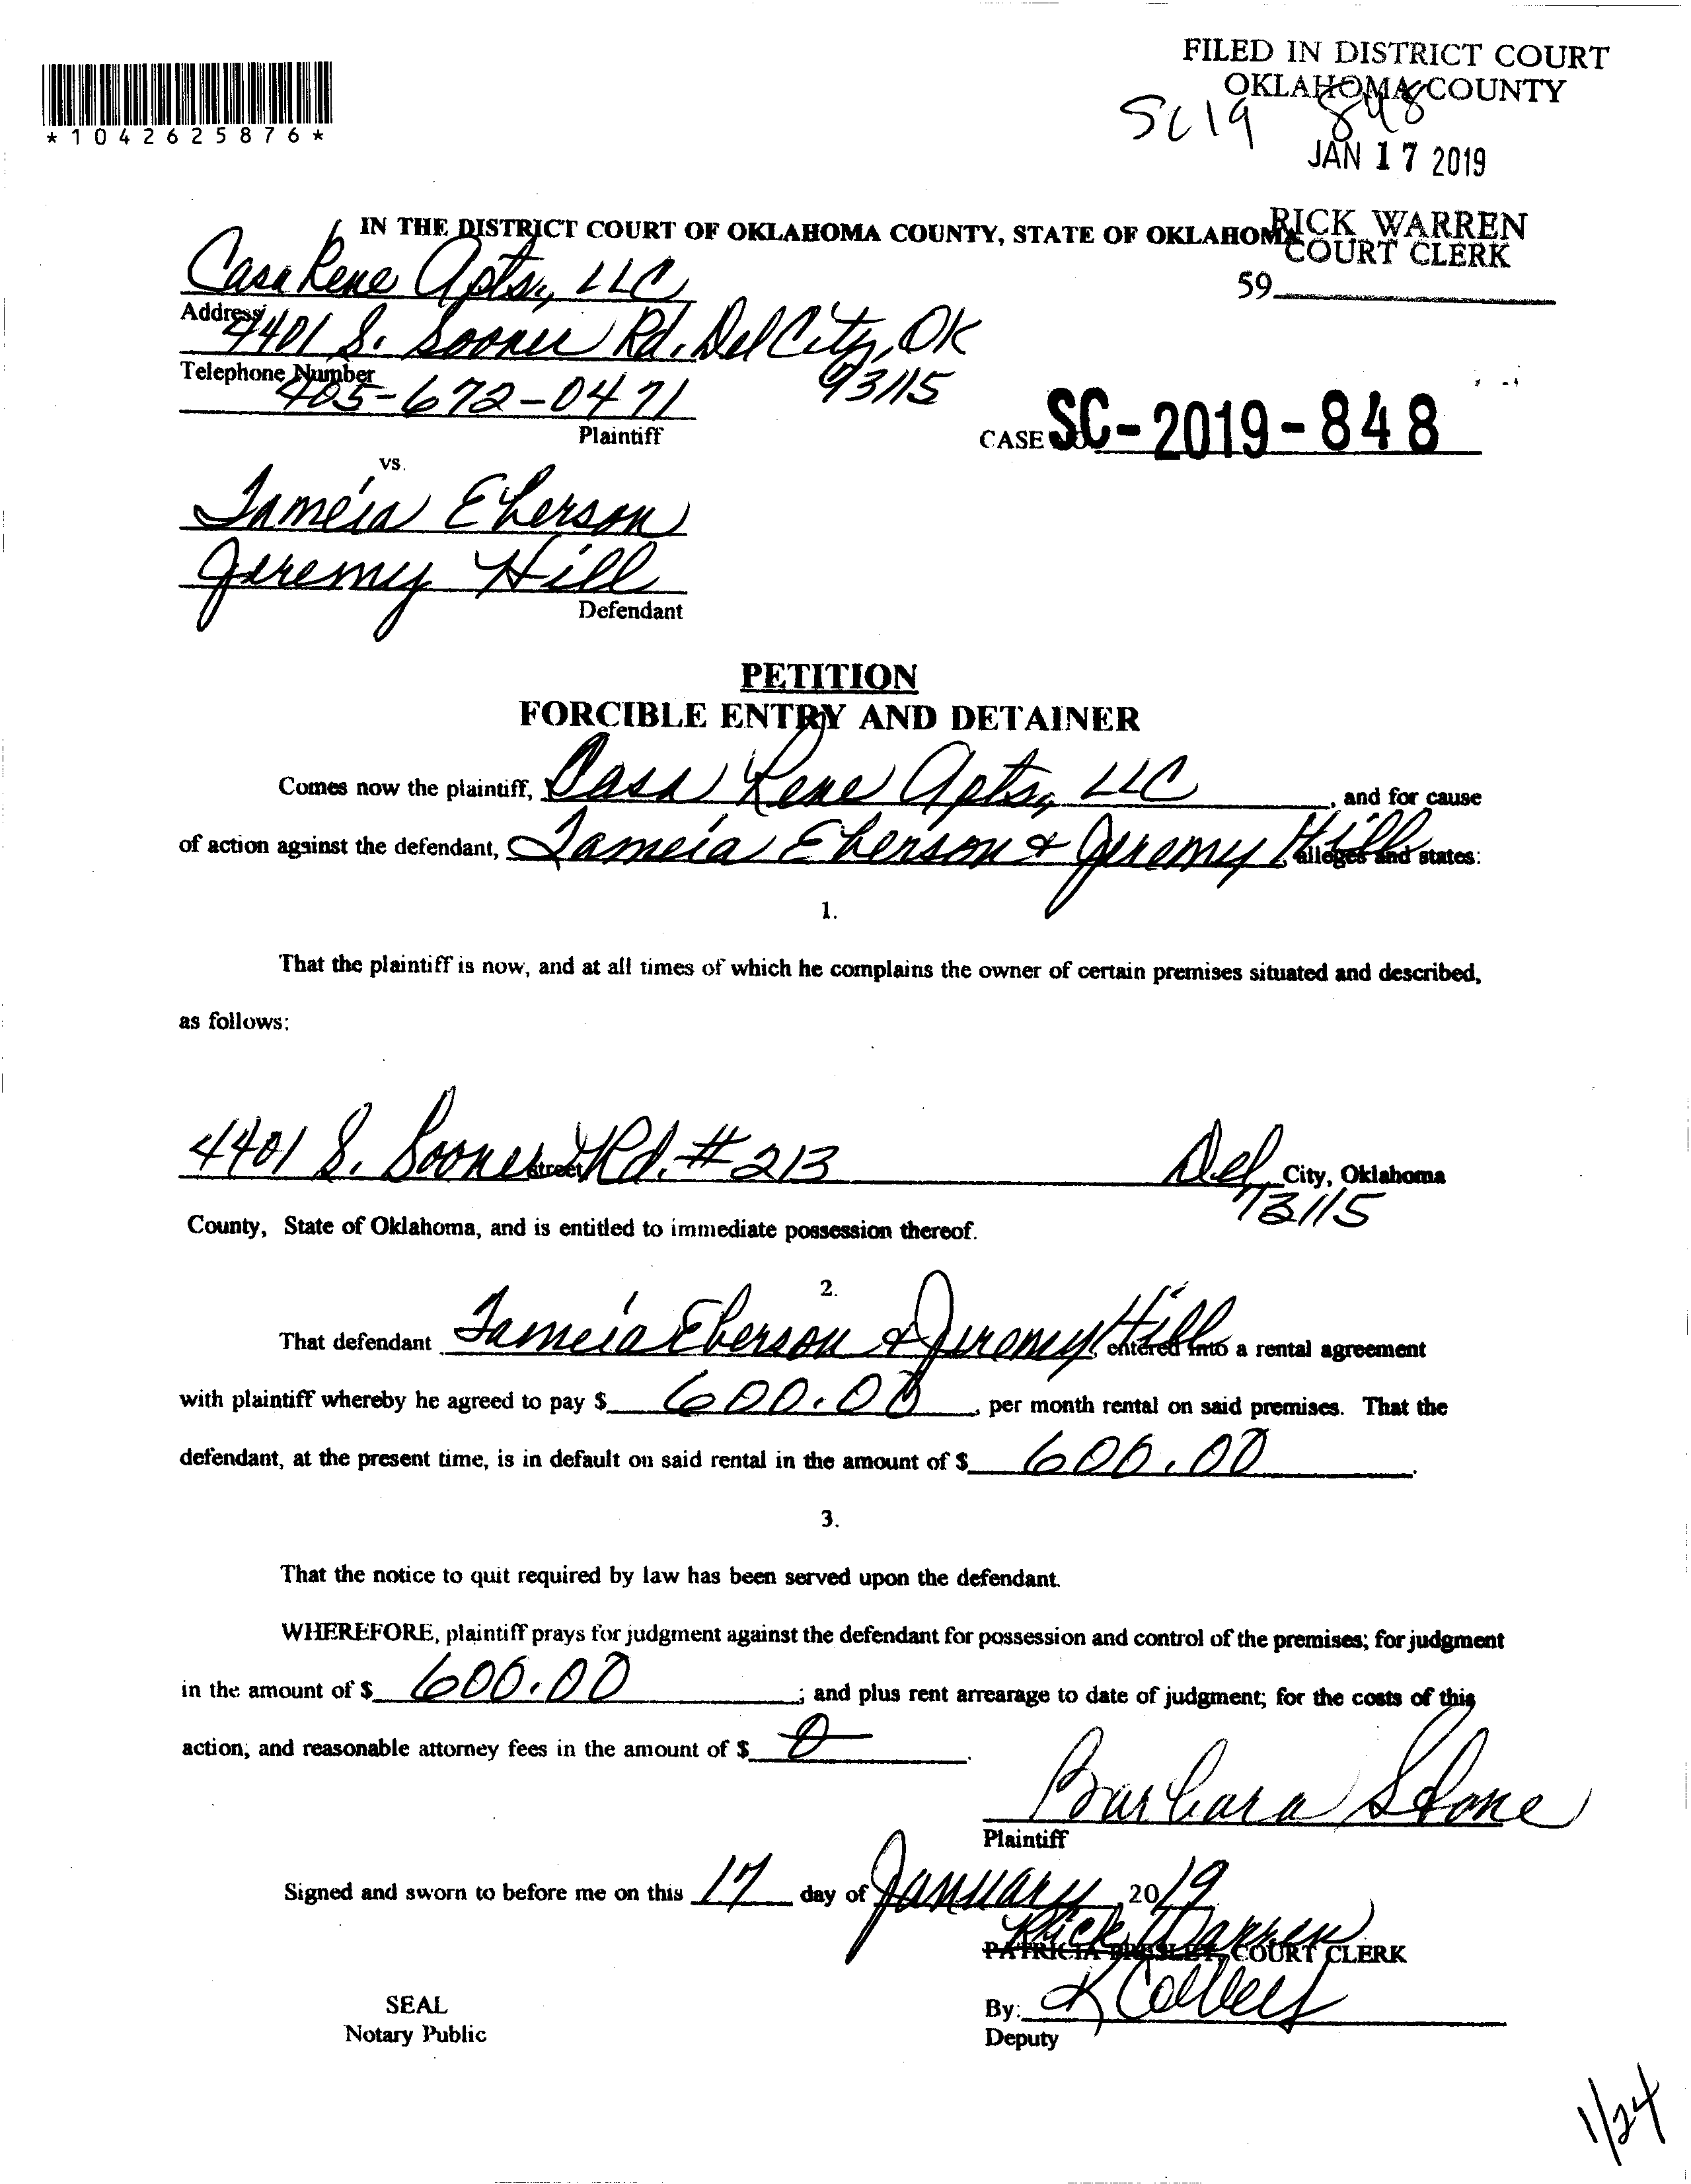 FILED IN DISTRICT COURT
OKLAHOMA COUNTY
SC19 848
JAN 17 2019
*1042625876*
IN THE DISTRICT COURT OF OKLAHOMA COUNTY, STATE OF OKLAHOMA
RICK WARREN
COURT CLERK
59
Casa Rene Apts, LLC
Address
4401 S. Sooner Rd. Del City, OK
73115
Telephone Number
405-672-0471
Plaintiff
CASE NO. SC-2019-848
vs.
Tameia Eberson
Jeremy Hill
Defendant
PETITION
FORCIBLE ENTRY AND DETAINER
Comes now the plaintiff, Casa Rene Apts, LLC, and for cause
of action against the defendant, Tameia Eberson & Jeremy Hill, alleges and states:
1.
That the plaintiff is now, and at all times of which he complains the owner of certain premises situated and described,
as follows:
4401 S. Sooner Rd. #213 Del City, Oklahoma
street
73115
County, State of Oklahoma, and is entitled to immediate possession thereof.
2.
That defendant Tameia Eberson & Jeremy Hill entered into a rental agreement
with plaintiff whereby he agreed to pay $ 600.00, per month rental on said premises. That the
defendant, at the present time, is in default on said rental in the amount of $ 600.00.
3.
That the notice to quit required by law has been served upon the defendant.
WHEREFORE, plaintiff prays for judgment against the defendant for possession and control of the premises; for judgment
in the amount of $ 600.00; and plus rent arrearage to date of judgment; for the costs of this
action; and reasonable attorney fees in the amount of $ 0.
Barbara Stone
Plaintiff
Signed and sworn to before me on this 17 day of January, 2019
Rick Warren
PATRICIA PRESLEY, COURT CLERK
By:
Deputy
SEAL
Notary Public
1/24